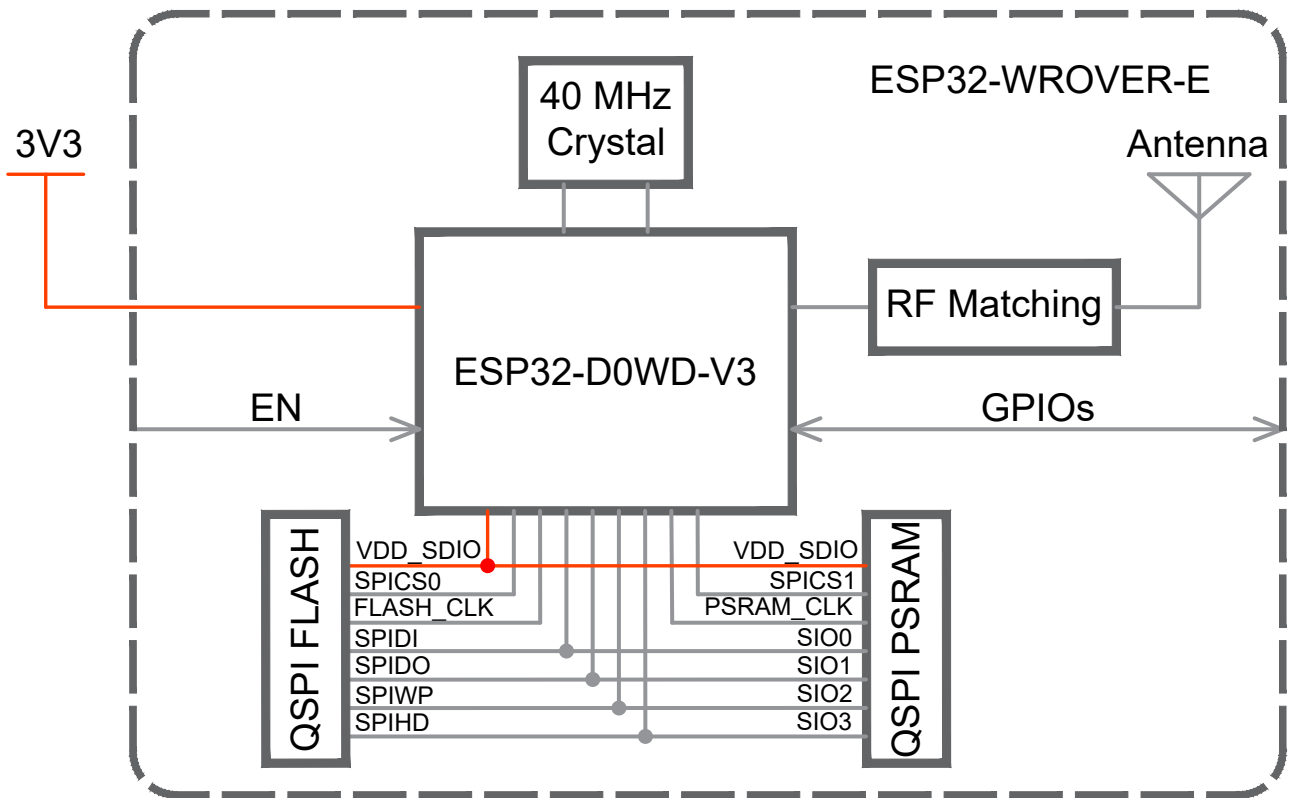 ESP32-WROVER-E
40 MHz
Crystal
3V3
Antenna
RF Matching
ESP32-D0WD-V3
EN
GPIOs
QSPI FLASH
VDD_SDIO
SPICS0
FLASH_CLK
SPIDI
SPIDO
SPIWP
SPIHD
VDD_SDIO
SPICS1
PSRAM_CLK
SIO0
SIO1
SIO2
SIO3
QSPI PSRAM